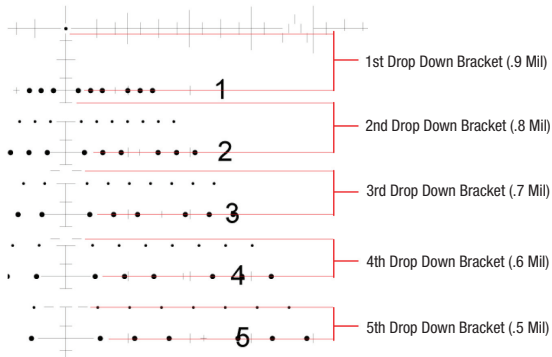 1st Drop Down Bracket (.9 Mil)
1
2nd Drop Down Bracket (.8 Mil)
2
3rd Drop Down Bracket (.7 Mil)
3
4th Drop Down Bracket (.6 Mil)
4
5th Drop Down Bracket (.5 Mil)
5